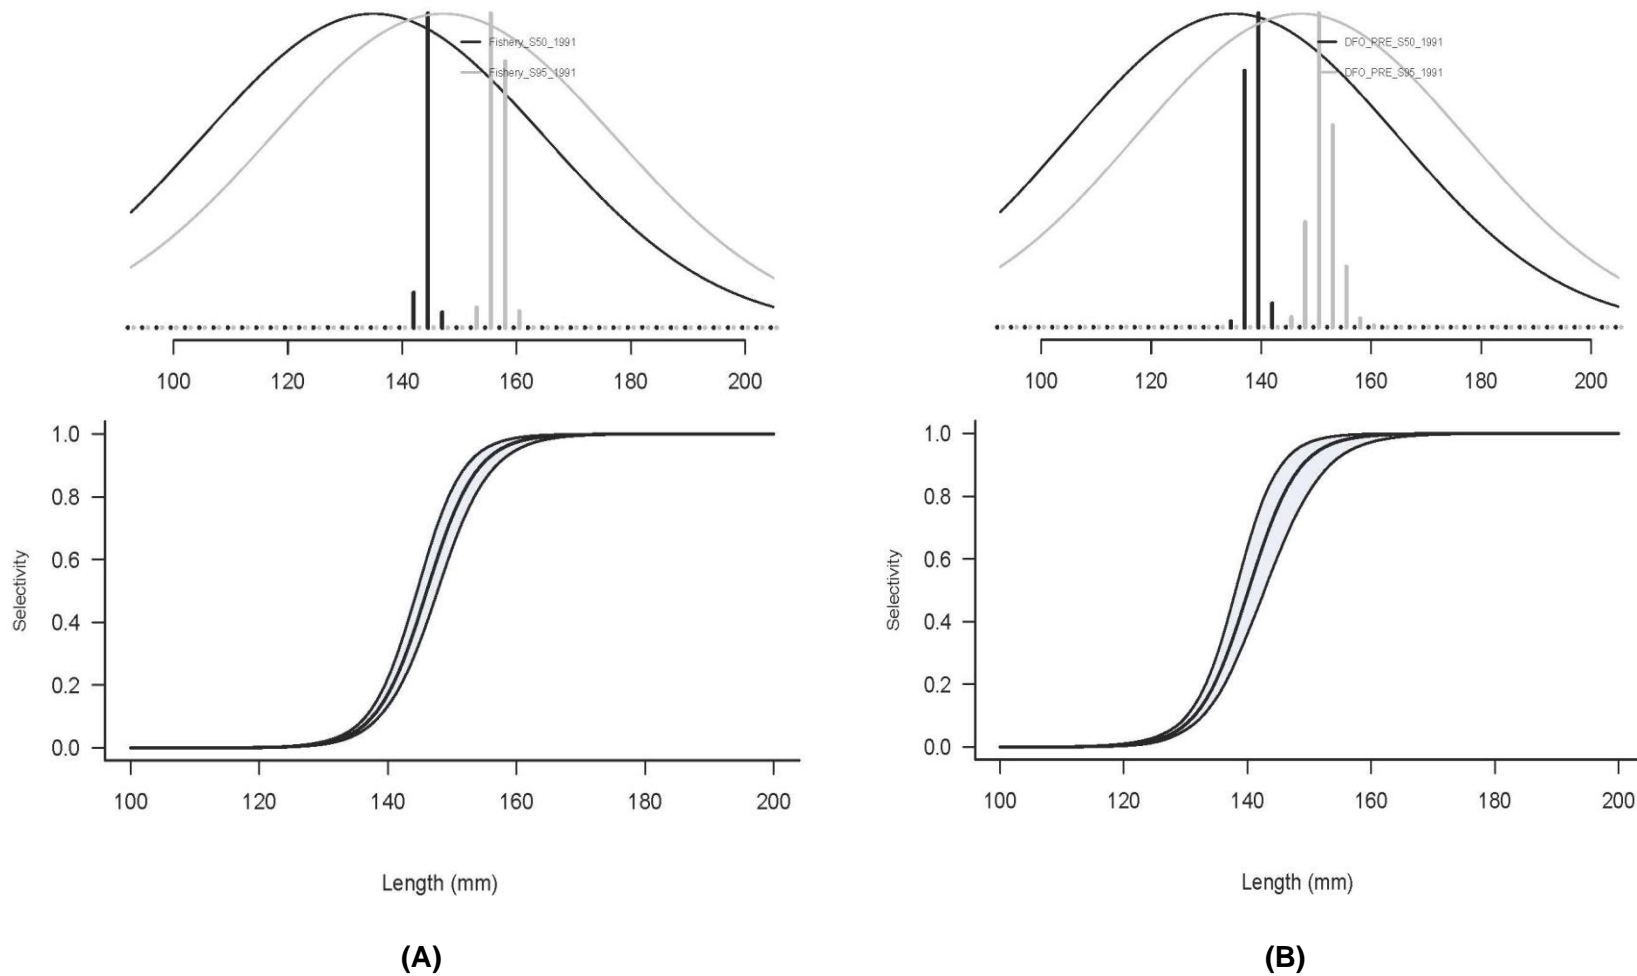 Fishery_S50_1991
Fishery_S95_1991
100 120 140 160 180 200
1.0
0.8
0.6
0.4
0.2
0.0
Selectivity
100 120 140 160 180 200
Length (mm)
(A)
DFO_PRE_S50_1991
DFO_PRE_S95_1991
100 120 140 160 180 200
1.0
0.8
0.6
0.4
0.2
0.0
Selectivity
100 120 140 160 180 200
Length (mm)
(B)